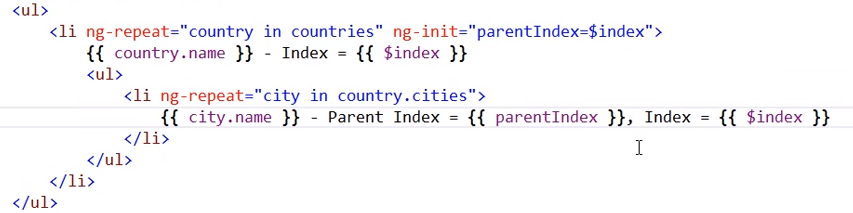 <ul>
<li ng-repeat="country in countries" ng-init="parentIndex=$index">
{{ country.name }} - Index = {{ $index }}
<ul>
<li ng-repeat="city in country.cities">
{{ city.name }} - Parent Index = {{ parentIndex }}, Index = {{ $index }}
</li>
</ul>
</li>
</ul>